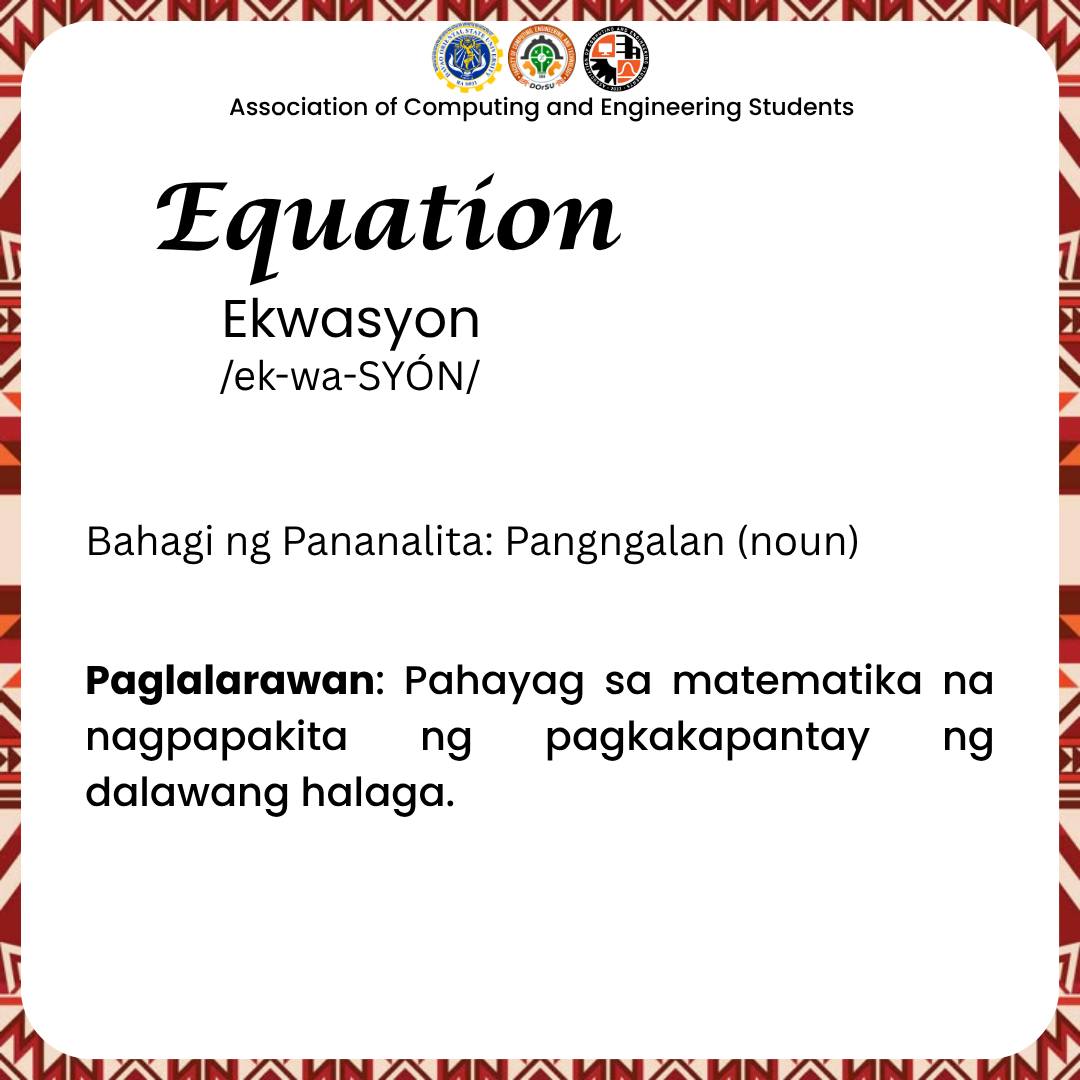 Association of Computing and Engineering Students
Equation
Ekwasyon
/ek-wa-SYÓN/
Bahagi ng Pananalita: Pangngalan (noun)
Paglalarawan: Pahayag sa matematika na
nagpapakita ng pagkakapantay ng
dalawang halaga.